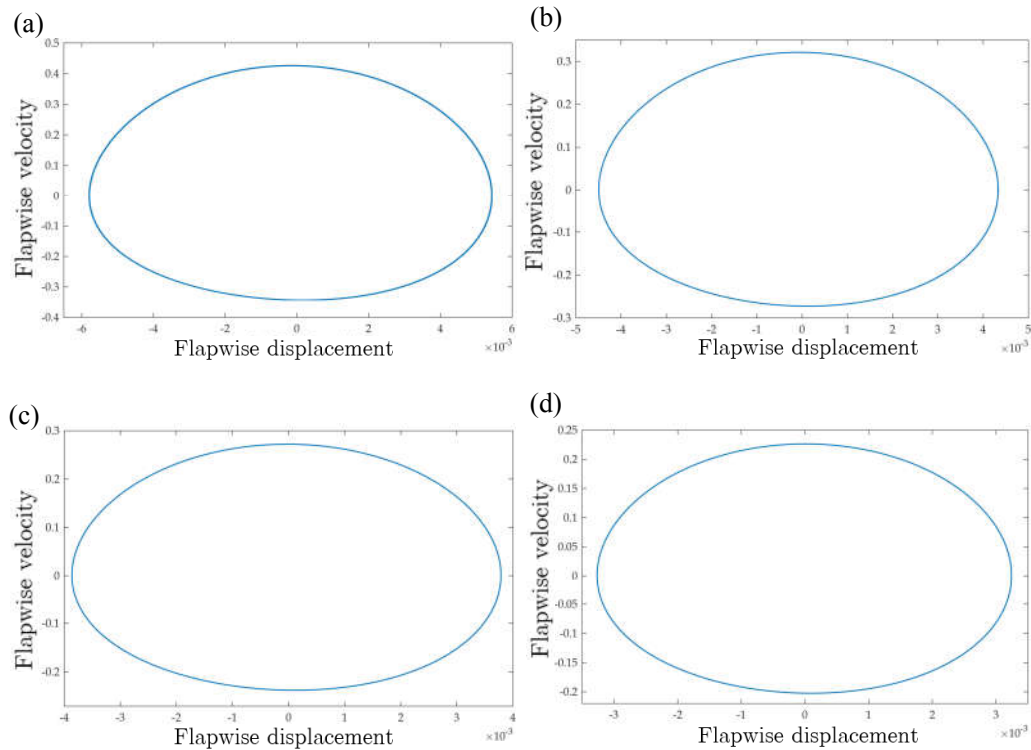 (a)
0.5
0.4
0.3
0.2
0.1
0
-0.1
-0.2
-0.3
-0.4
Flapwise velocity
-6 -4 -2 0 2 4 6
×10⁻³
Flapwise displacement
(b)
0.3
0.2
0.1
0
-0.1
-0.2
-0.3
Flapwise velocity
-5 -4 -3 -2 -1 0 1 2 3 4 5
×10⁻³
Flapwise displacement
(c)
0.3
0.2
0.1
0
-0.1
-0.2
Flapwise velocity
-4 -3 -2 -1 0 1 2 3 4
×10⁻³
Flapwise displacement
(d)
0.25
0.2
0.15
0.1
0.05
0
-0.05
-0.1
-0.15
-0.2
Flapwise velocity
-3 -2 -1 0 1 2 3
×10⁻³
Flapwise displacement